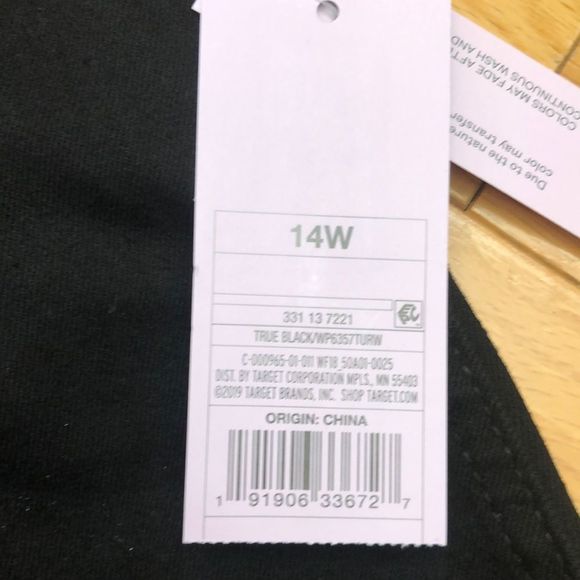 14W
331 13 7221
TRUE BLACK/WP6357TURW
C-000965-01-011 WF18_50A01-0025
DIST. BY TARGET CORPORATION MPLS., MN 55403
©2019 TARGET BRANDS, INC. SHOP TARGET.COM
ORIGIN: CHINA
1 91906 33672 7
Due to the nature
color may transfer
COLORS MAY FADE AFT
CONTINUOUS WASH AND